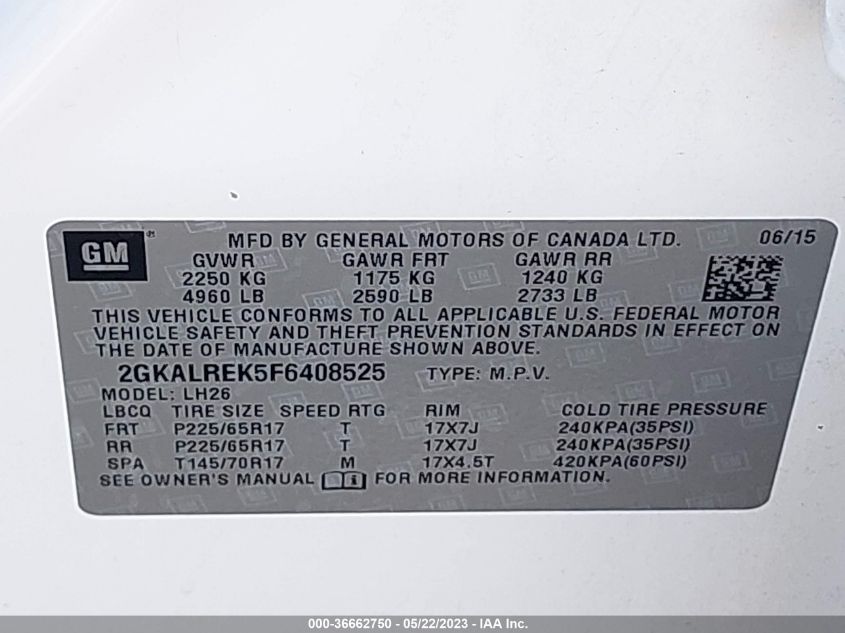 GM MFD BY GENERAL MOTORS OF CANADA LTD. 06/15
GVWR GAWR FRT GAWR RR
2250 KG 1175 KG 1240 KG
4960 LB 2590 LB 2733 LB
THIS VEHICLE CONFORMS TO ALL APPLICABLE U.S. FEDERAL MOTOR
VEHICLE SAFETY AND THEFT PREVENTION STANDARDS IN EFFECT ON
THE DATE OF MANUFACTURE SHOWN ABOVE.
2GKALREK5F6408525 TYPE: M.P.V.
MODEL: LH26
LBCQ TIRE SIZE SPEED RTG RIM COLD TIRE PRESSURE
FRT P225/65R17 T 17X7J 240KPA(35PSI)
RR P225/65R17 T 17X7J 240KPA(35PSI)
SPA T145/70R17 M 17X4.5T 420KPA(60PSI)
SEE OWNER'S MANUAL FOR MORE INFORMATION.
000-36662750 - 05/22/2023 - IAA Inc.